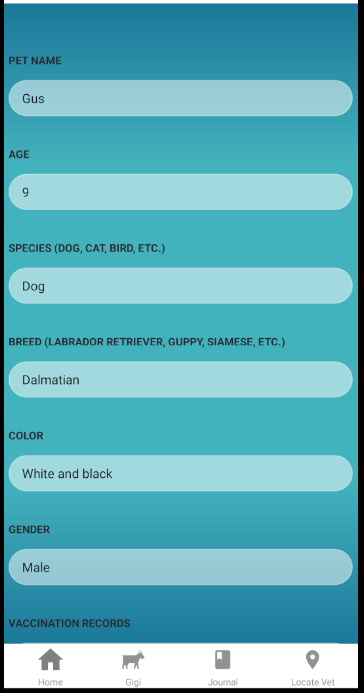 PET NAME
Gus
AGE
9
SPECIES (DOG, CAT, BIRD, ETC.)
Dog
BREED (LABRADOR RETRIEVER, GUPPY, SIAMESE, ETC.)
Dalmatian
COLOR
White and black
GENDER
Male
VACCINATION RECORDS
Home Gigi Journal Locate Vet